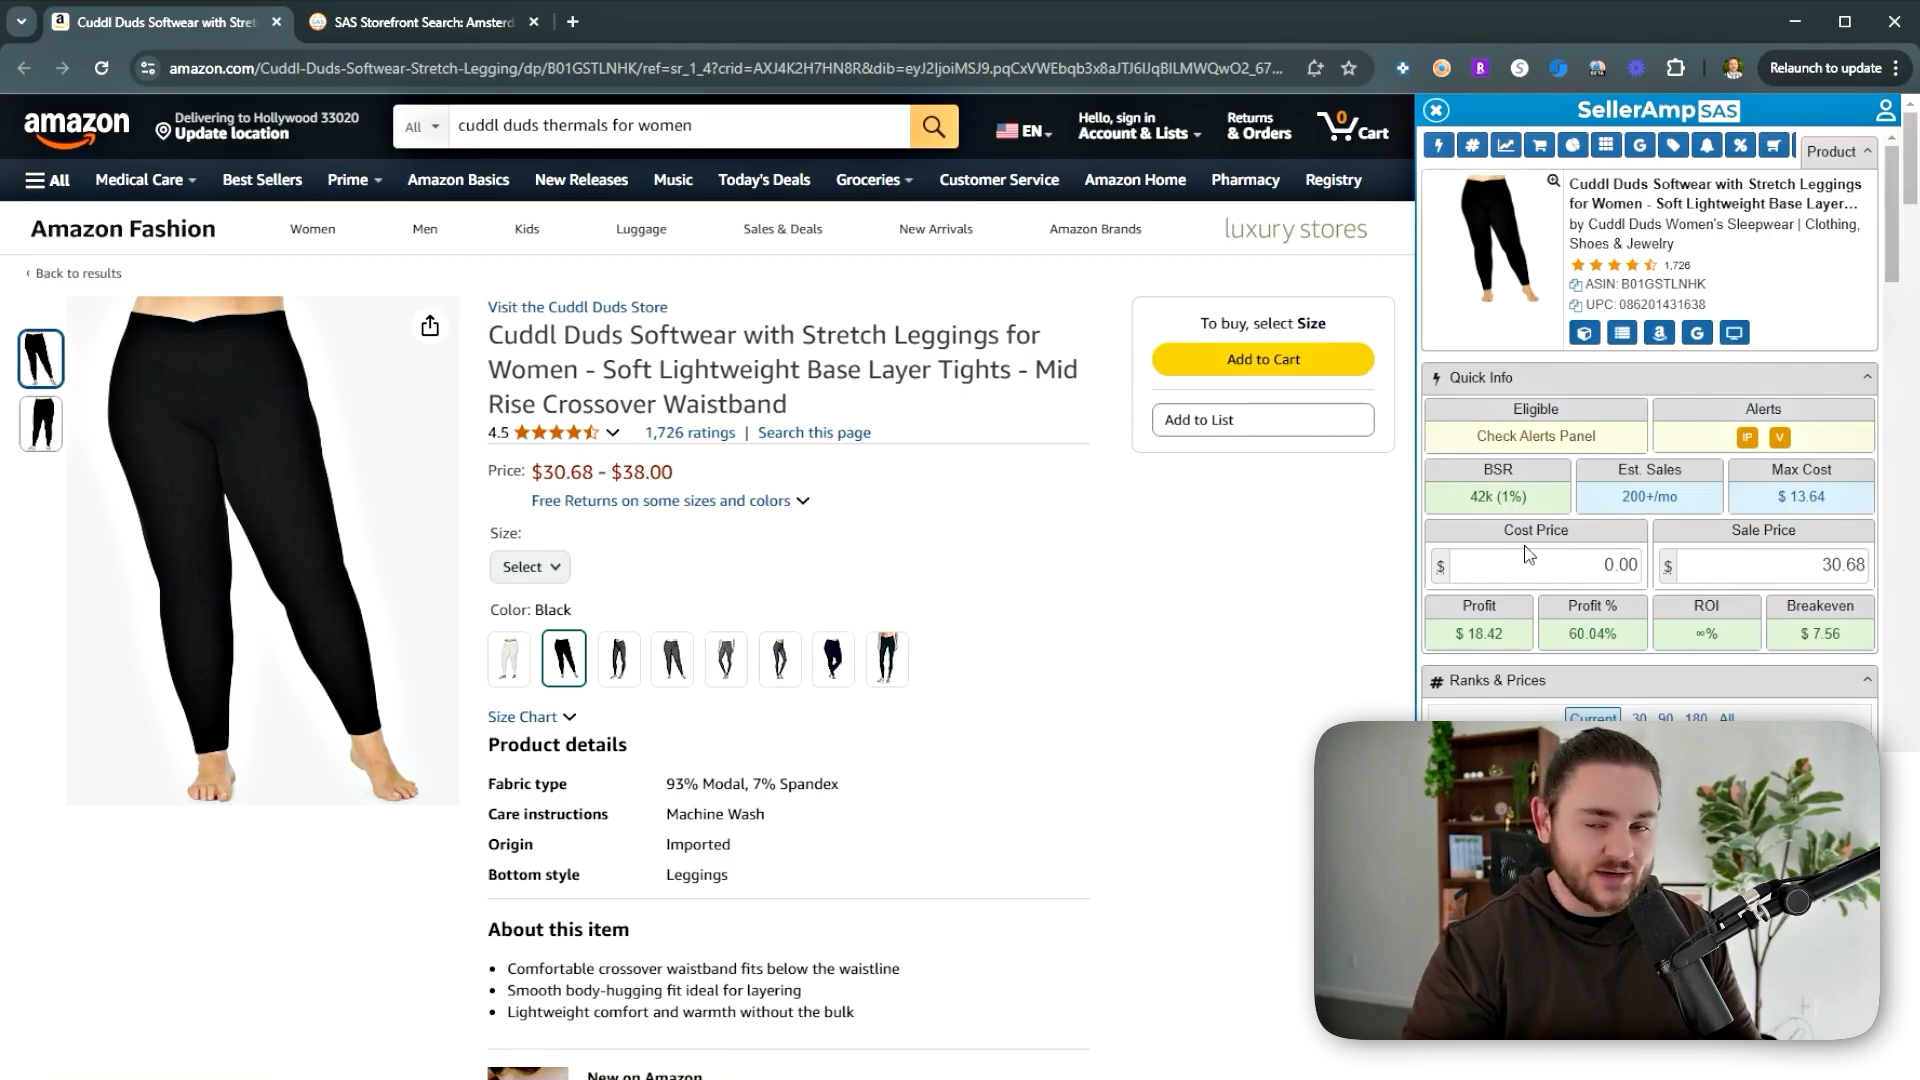 Cuddl Duds Softwear with Stret
SAS Storefront Search: Amsterd
amazon.com/Cuddl-Duds-Softwear-Stretch-Legging/dp/B01GSTLNHK/ref=sr_1_4?crid=AXJ4K2H7HN8R&dib=eyJ2IjoiMSJ9.pqCxVWEbqb3x8aJTJ6lJqBILMWQwO2_67...
Relaunch to update
amazon
Delivering to Hollywood 33020
Update location
All
cuddl duds thermals for women
EN
Hello, sign in
Account & Lists
Returns
& Orders
0
Cart
All
Medical Care
Best Sellers
Prime
Amazon Basics
New Releases
Music
Today's Deals
Groceries
Customer Service
Amazon Home
Pharmacy
Registry
Amazon Fashion
Women
Men
Kids
Luggage
Sales & Deals
New Arrivals
Amazon Brands
luxury stores
‹ Back to results
Visit the Cuddl Duds Store
Cuddl Duds Softwear with Stretch Leggings for
Women - Soft Lightweight Base Layer Tights - Mid
Rise Crossover Waistband
4.5
1,726 ratings | Search this page
Price: $30.68 - $38.00
Free Returns on some sizes and colors
Size:
Select
Color: Black
Size Chart
Product details
Fabric type 93% Modal, 7% Spandex
Care instructions Machine Wash
Origin Imported
Bottom style Leggings
About this item
• Comfortable crossover waistband fits below the waistline
• Smooth body-hugging fit ideal for layering
• Lightweight comfort and warmth without the bulk
New on Amazon
To buy, select Size
Add to Cart
Add to List
SellerAmp SAS
Product
Cuddl Duds Softwear with Stretch Leggings
for Women - Soft Lightweight Base Layer...
by Cuddl Duds Women's Sleepwear | Clothing,
Shoes & Jewelry
1,726
ASIN: B01GSTLNHK
UPC: 086201431638
Quick Info
Eligible
Alerts
Check Alerts Panel
IP
V
BSR
Est. Sales
Max Cost
42k (1%)
200+/mo
$ 13.64
Cost Price
Sale Price
$ 0.00
$ 30.68
Profit
Profit %
ROI
Breakeven
$ 18.42
60.04%
∞%
$ 7.56
# Ranks & Prices
Current 30 90 180 All